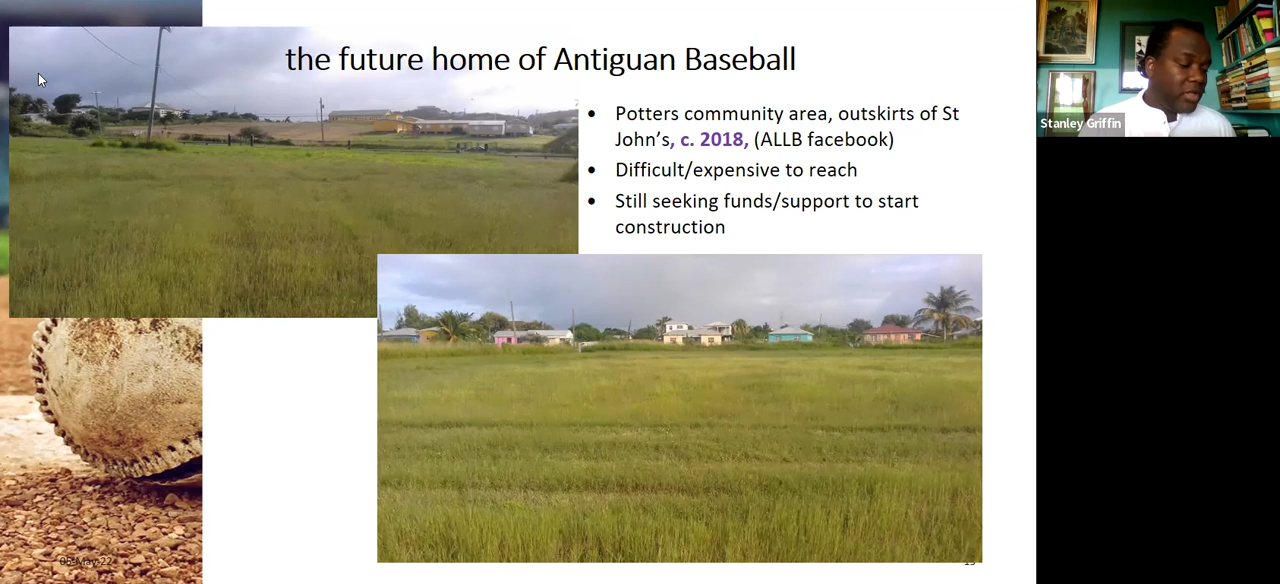 the future home of Antiguan Baseball
• Potters community area, outskirts of St
John's, c. 2018, (ALLB facebook)
• Difficult/expensive to reach
• Still seeking funds/support to start
construction
Stanley Griffin